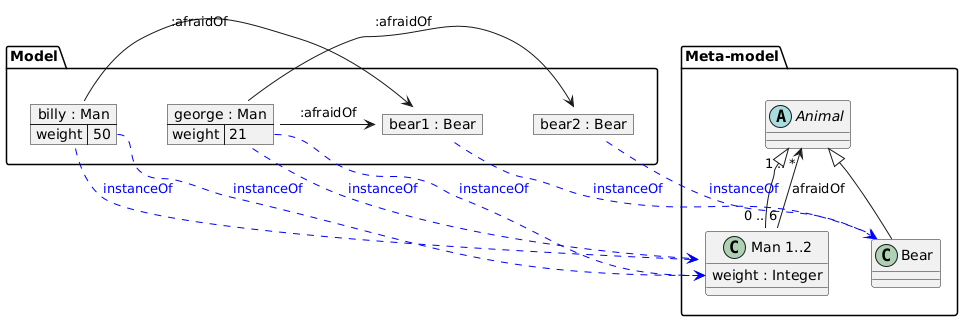 :afraidOf
:afraidOf
Model
Meta-model
billy : Man
weight 50
george : Man
weight 21
:afraidOf
bear1 : Bear
bear2 : Bear
A Animal
1 .. *
instanceOf
instanceOf
instanceOf
instanceOf
instanceOf
instanceOf
afraidOf
0 .. 6
C Man 1..2
weight : Integer
C Bear